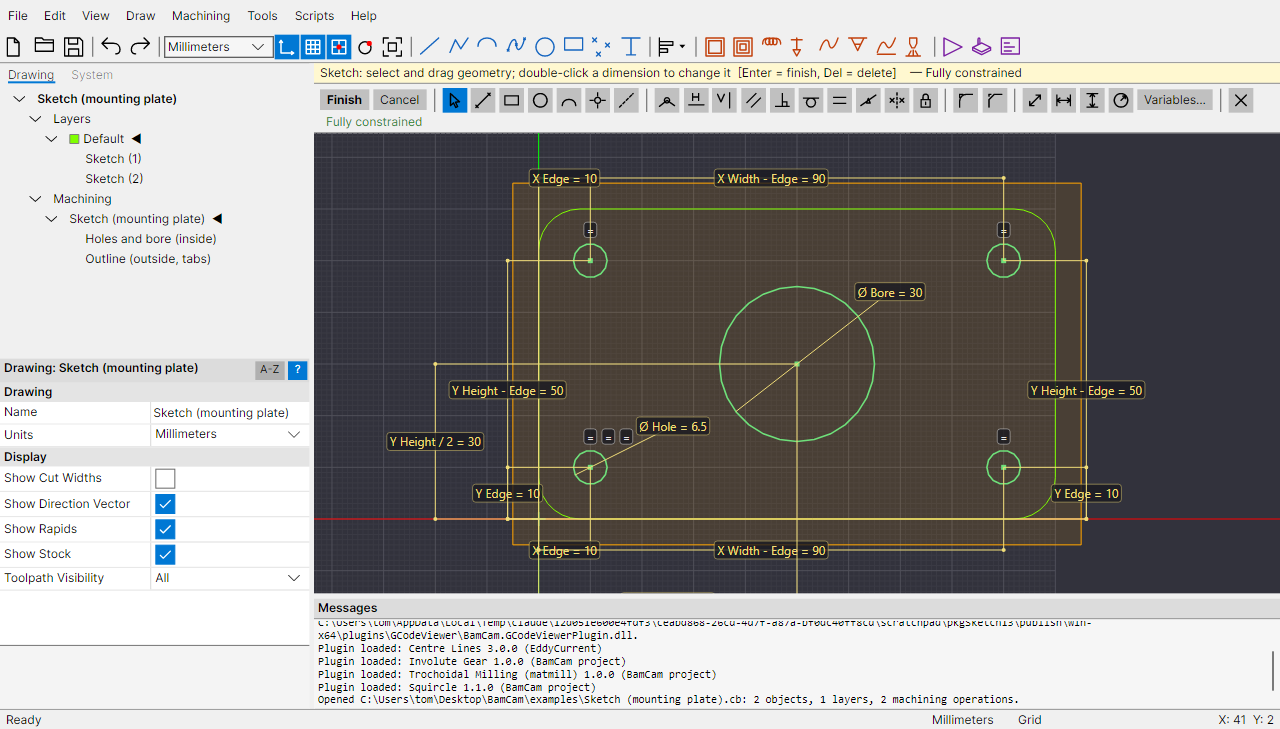 File Edit View Draw Machining Tools Scripts Help
Millimeters
Drawing System
Sketch: select and drag geometry; double-click a dimension to change it [Enter = finish, Del = delete] — Fully constrained
Finish Cancel Variables...
Fully constrained
Sketch (mounting plate)
Layers
Default
Sketch (1)
Sketch (2)
Machining
Sketch (mounting plate)
Holes and bore (inside)
Outline (outside, tabs)
X Edge = 10 X Width - Edge = 90
= =
Ø Bore = 30
Y Height - Edge = 50 Y Height - Edge = 50
Ø Hole = 6.5
= = = =
Y Height / 2 = 30
Y Edge = 10 Y Edge = 10
X Edge = 10 X Width - Edge = 90
Drawing: Sketch (mounting plate) A-Z ?
Drawing
Name Sketch (mounting plate)
Units Millimeters
Display
Show Cut Widths
Show Direction Vector
Show Rapids
Show Stock
Toolpath Visibility All
Messages
x64\plugins\GCodeViewer\BamCam.GCodeViewerPlugin.dll.
Plugin loaded: Centre Lines 3.0.0 (EddyCurrent)
Plugin loaded: Involute Gear 1.0.0 (BamCam project)
Plugin loaded: Trochoidal Milling (matmill) 1.0.0 (BamCam project)
Plugin loaded: Squircle 1.1.0 (BamCam project)
Opened C:\Users\tom\Desktop\BamCam\examples\Sketch (mounting plate).cb: 2 objects, 1 layers, 2 machining operations.
Ready Millimeters Grid X: 41 Y: 2